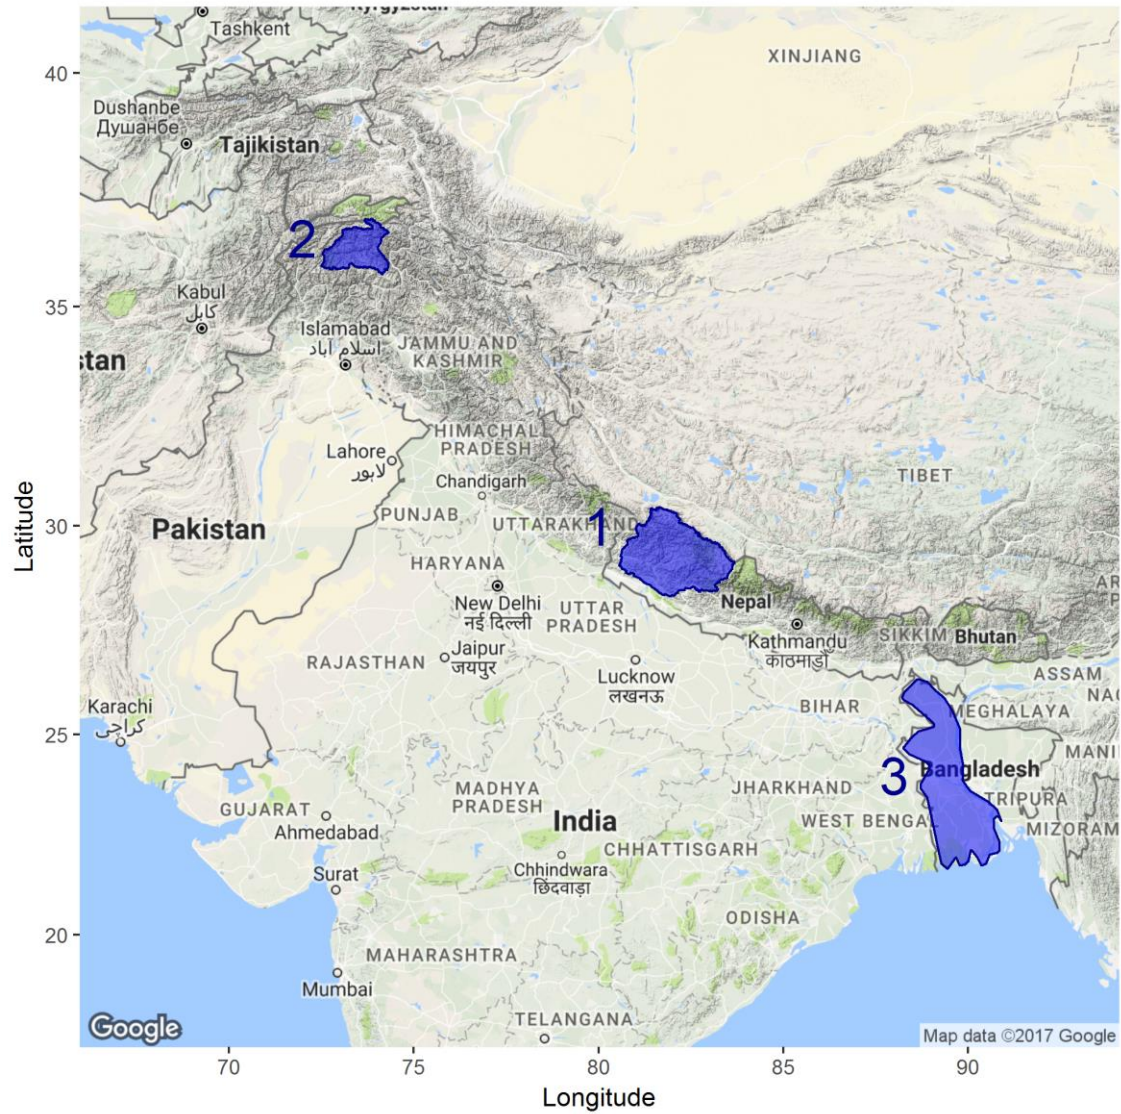 Kyrgyzstan
Tashkent
XINJIANG
40
Dushanbe
Душанбе
Tajikistan
2
Kabul
کابل
35
Islamabad
اسلام آباد
JAMMU AND
KASHMIR
stan
HIMACHAL
PRADESH
Lahore
لاہور
Chandigarh
TIBET
PUNJAB
UTTARAKHAND
1
30
Pakistan
HARYANA
New Delhi
नई दिल्ली
UTTAR
PRADESH
Nepal
Kathmandu
काठमाडौं
SIKKIM
Bhutan
Jaipur
जयपुर
RAJASTHAN
Lucknow
लखनऊ
ASSAM
Karachi
کراچی
BIHAR
MEGHALAYA
25
MANI
3
Bangladesh
MADHYA
PRADESH
JHARKHAND
TRIPURA
GUJARAT
Ahmedabad
India
WEST BENGAL
MIZORAM
CHHATTISGARH
Surat
Chhindwara
छिंदवाड़ा
ODISHA
20
MAHARASHTRA
Mumbai
TELANGANA
Google
Map data ©2017 Google
70
75
80
85
90
Longitude
Latitude